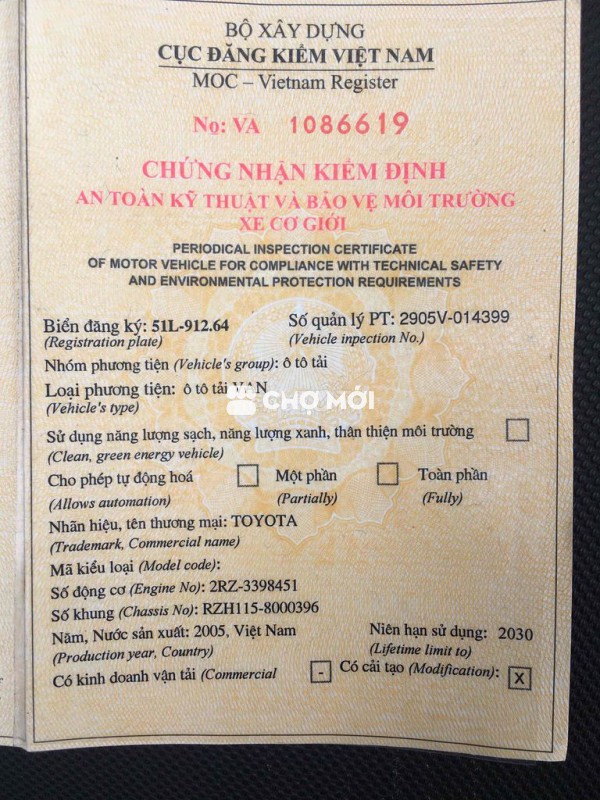 BỘ XÂY DỰNG
CỤC ĐĂNG KIỂM VIỆT NAM
MOC – Vietnam Register
No: VA 1086619
CHỨNG NHẬN KIỂM ĐỊNH
AN TOÀN KỸ THUẬT VÀ BẢO VỆ MÔI TRƯỜNG
XE CƠ GIỚI
PERIODICAL INSPECTION CERTIFICATE
OF MOTOR VEHICLE FOR COMPLIANCE WITH TECHNICAL SAFETY
AND ENVIRONMENTAL PROTECTION REQUIREMENTS
Biển đăng ký: 51L-912.64 Số quản lý PT: 2905V-014399
(Registration plate) (Vehicle inpection No.)
Nhóm phương tiện (Vehicle's group): ô tô tải
Loại phương tiện: ô tô tải VAN
(Vehicle's type)
CHỢ MỚI
Sử dụng năng lượng sạch, năng lượng xanh, thân thiện môi trường
(Clean, green energy vehicle)
Cho phép tự động hoá Một phần Toàn phần
(Allows automation) (Partially) (Fully)
Nhãn hiệu, tên thương mại: TOYOTA
(Trademark, Commercial name)
Mã kiểu loại (Model code):
Số động cơ (Engine No): 2RZ-3398451
Số khung (Chassis No): RZH115-8000396
Năm, Nước sản xuất: 2005, Việt Nam Niên hạn sử dụng: 2030
(Production year, Country) (Lifetime limit to)
Có kinh doanh vận tải (Commercial - Có cải tạo (Modification): X